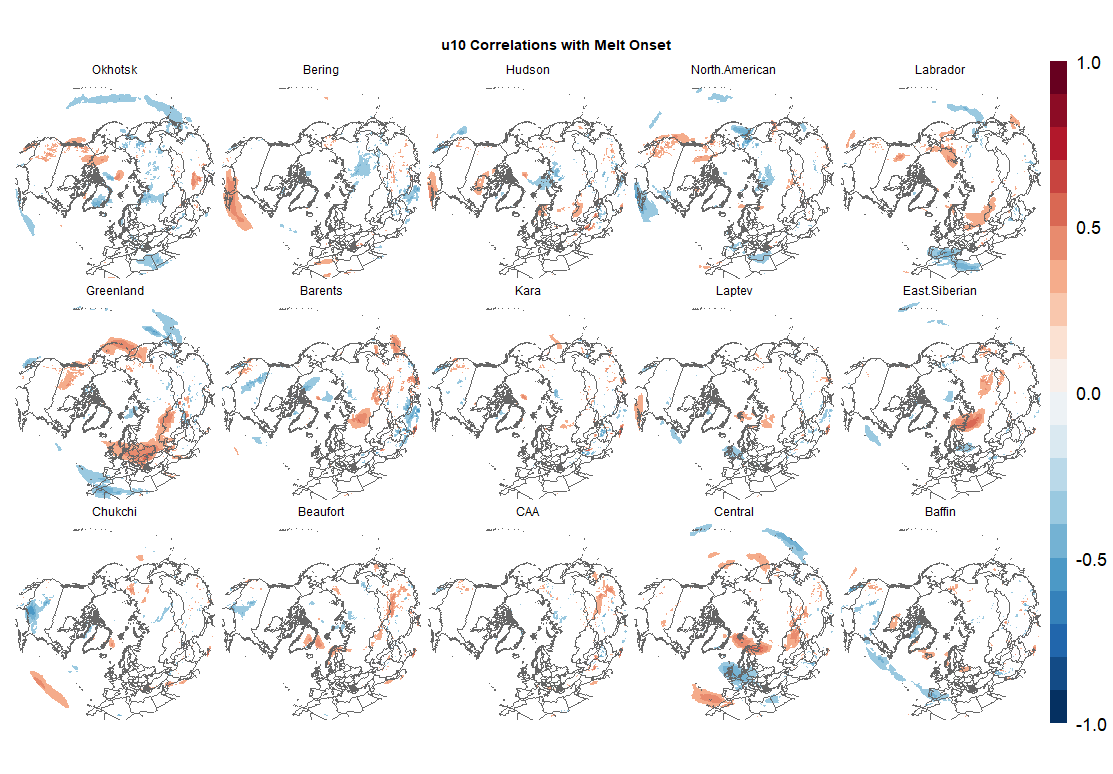 u10 Correlations with Melt Onset
Okhotsk
Bering
Hudson
North.American
Labrador
Greenland
Barents
Kara
Laptev
East.Siberian
Chukchi
Beaufort
CAA
Central
Baffin
1.0
0.5
0.0
-0.5
-1.0